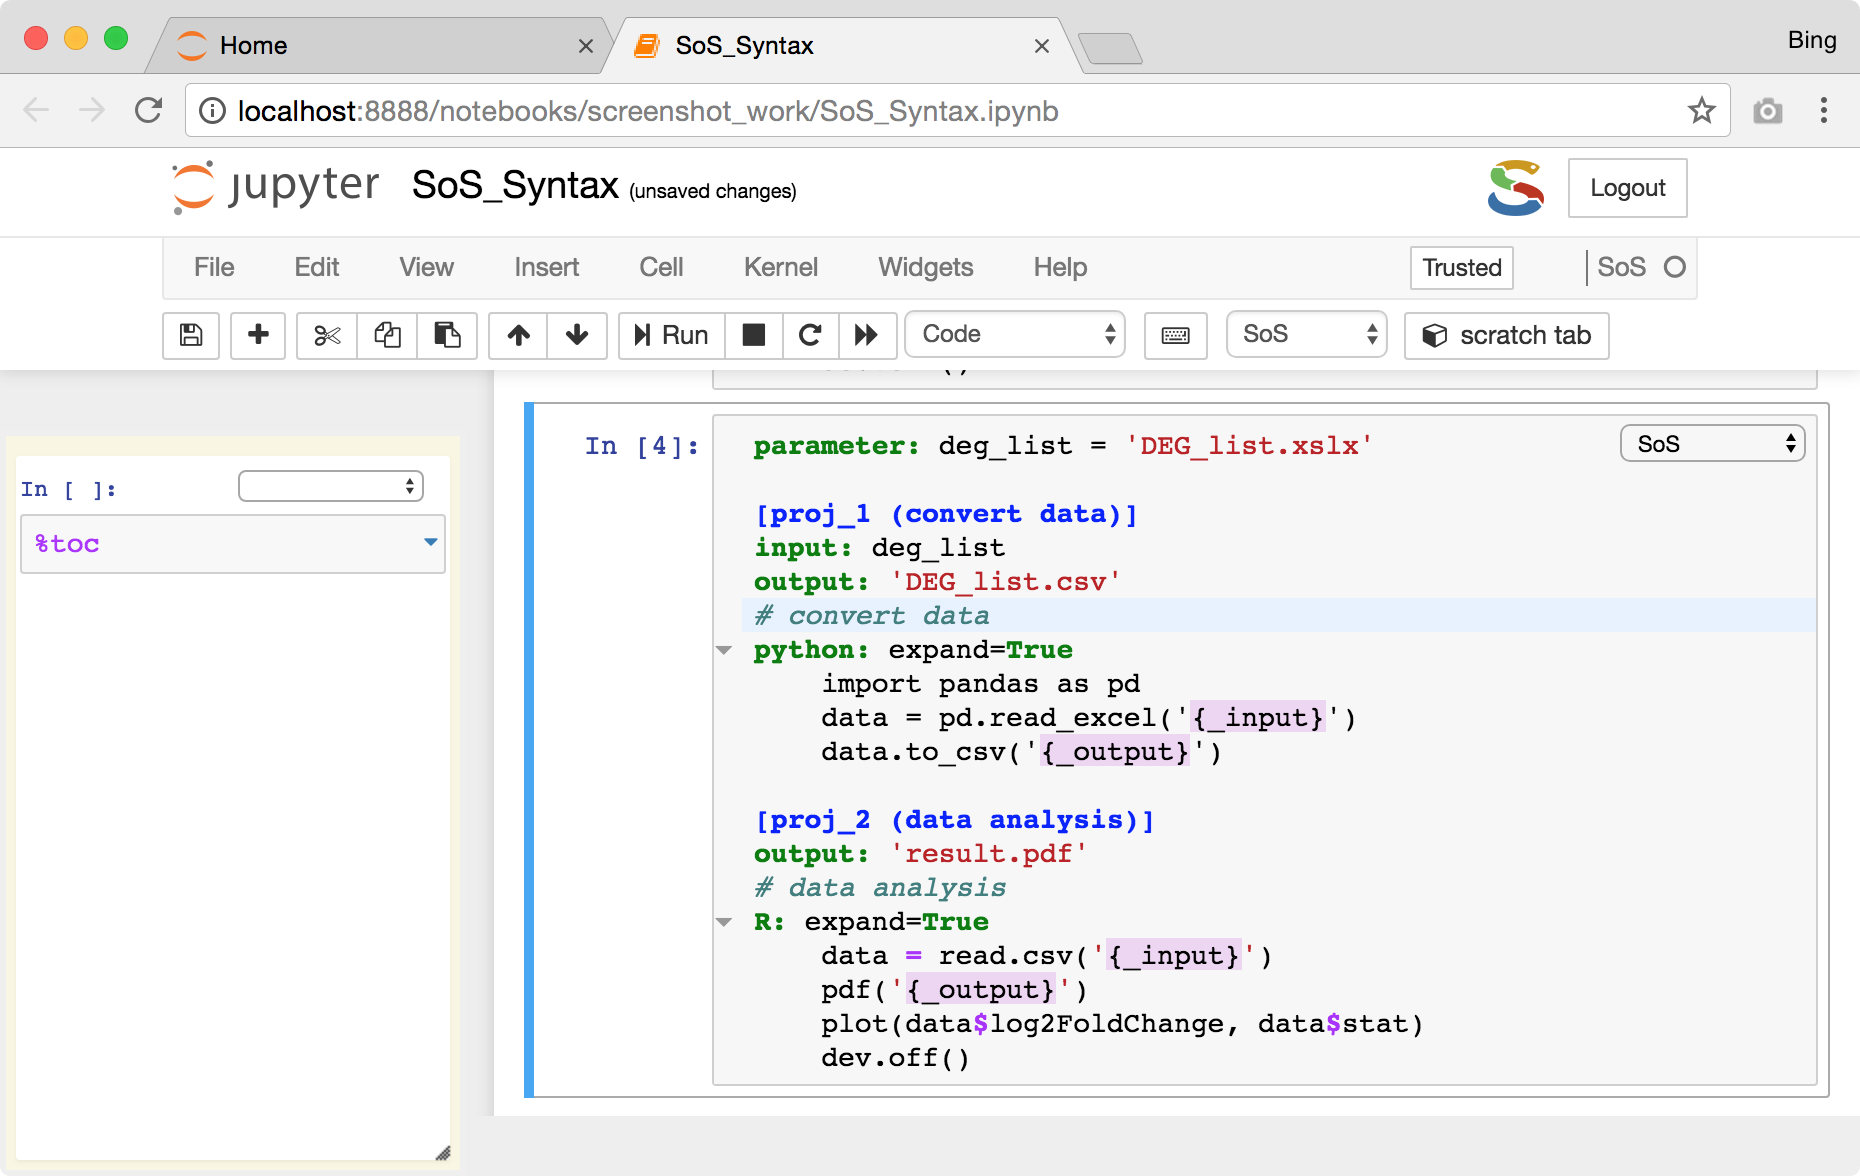 Home
SoS_Syntax
Bing
localhost:8888/notebooks/screenshot_work/SoS_Syntax.ipynb
jupyter SoS_Syntax (unsaved changes)
Logout
File Edit View Insert Cell Kernel Widgets Help Trusted SoS
Run Code SoS scratch tab
In [ ]:
%toc
In [4]:
parameter: deg_list = 'DEG_list.xslx'
SoS
[proj_1 (convert data)]
input: deg_list
output: 'DEG_list.csv'
# convert data
python: expand=True
import pandas as pd
data = pd.read_excel('{_input}')
data.to_csv('{_output}')
[proj_2 (data analysis)]
output: 'result.pdf'
# data analysis
R: expand=True
data = read.csv('{_input}')
pdf('{_output}')
plot(data$log2FoldChange, data$stat)
dev.off()